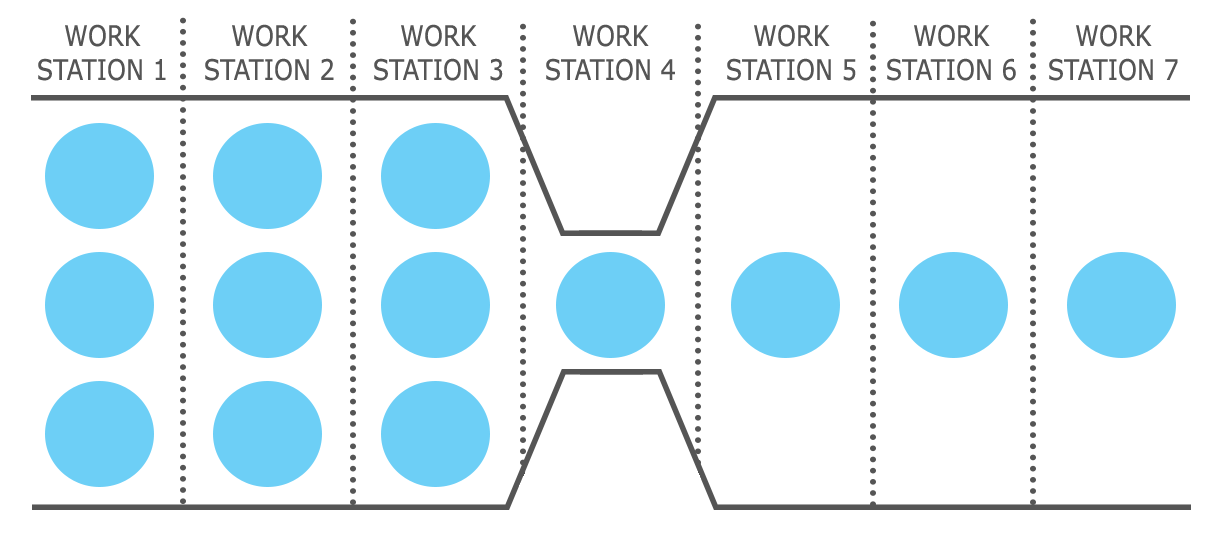 WORK
STATION 1
WORK
STATION 2
WORK
STATION 3
WORK
STATION 4
WORK
STATION 5
WORK
STATION 6
WORK
STATION 7